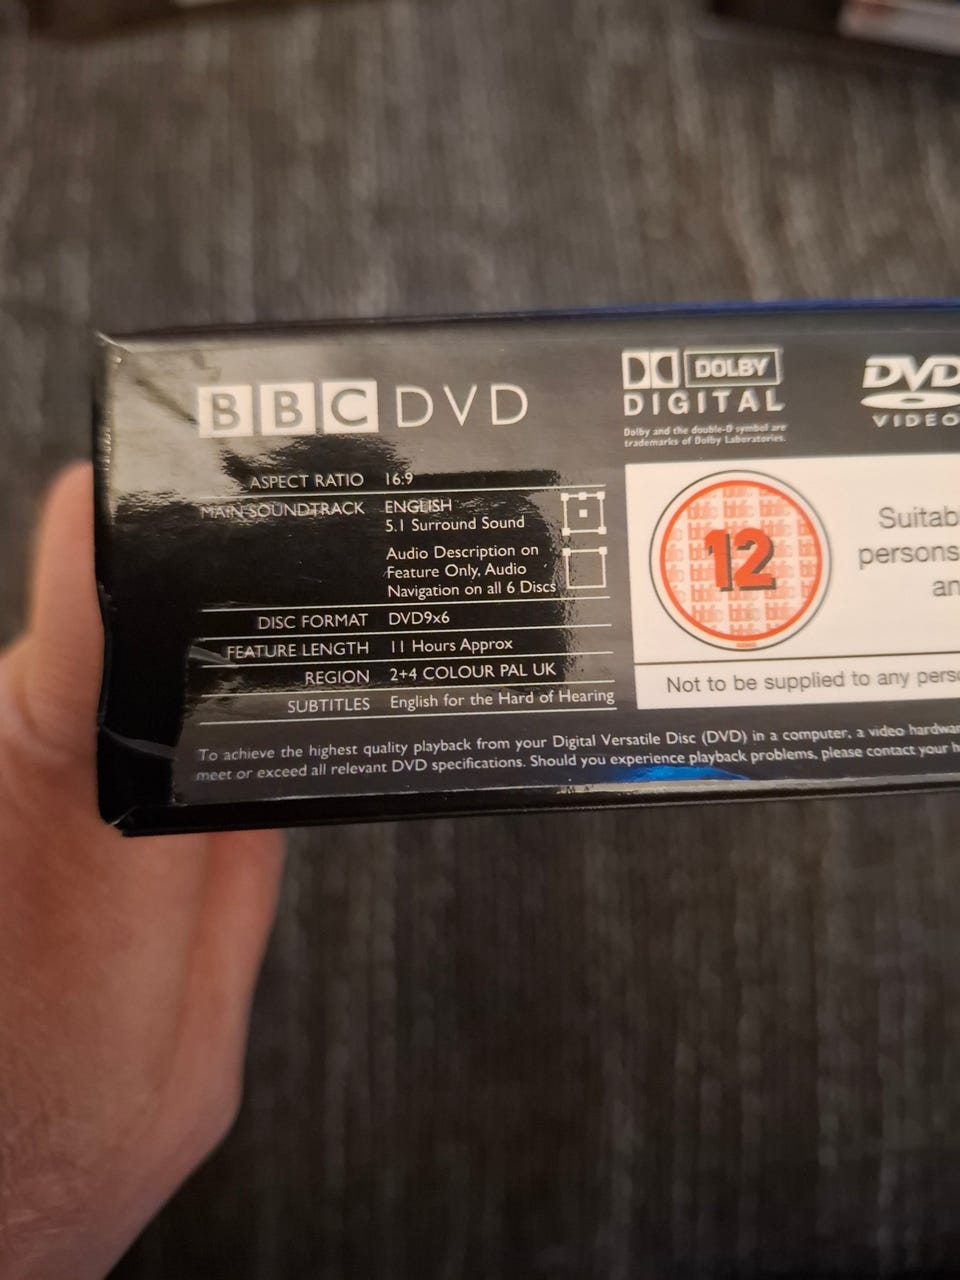 BBC DVD
DOLBY
DIGITAL
Dolby and the double-D symbol are
trademarks of Dolby Laboratories.
DVD
VIDEO
ASPECT RATIO 16:9
MAIN SOUNDTRACK ENGLISH
5.1 Surround Sound
Audio Description on
Feature Only, Audio
Navigation on all 6 Discs
DISC FORMAT DVD9x6
FEATURE LENGTH 11 Hours Approx
REGION 2+4 COLOUR PAL UK
SUBTITLES English for the Hard of Hearing
12
Suitab
persons
an
Not to be supplied to any perso
To achieve the highest quality playback from your Digital Versatile Disc (DVD) in a computer, a video hardwar
meet or exceed all relevant DVD specifications. Should you experience playback problems, please contact your h